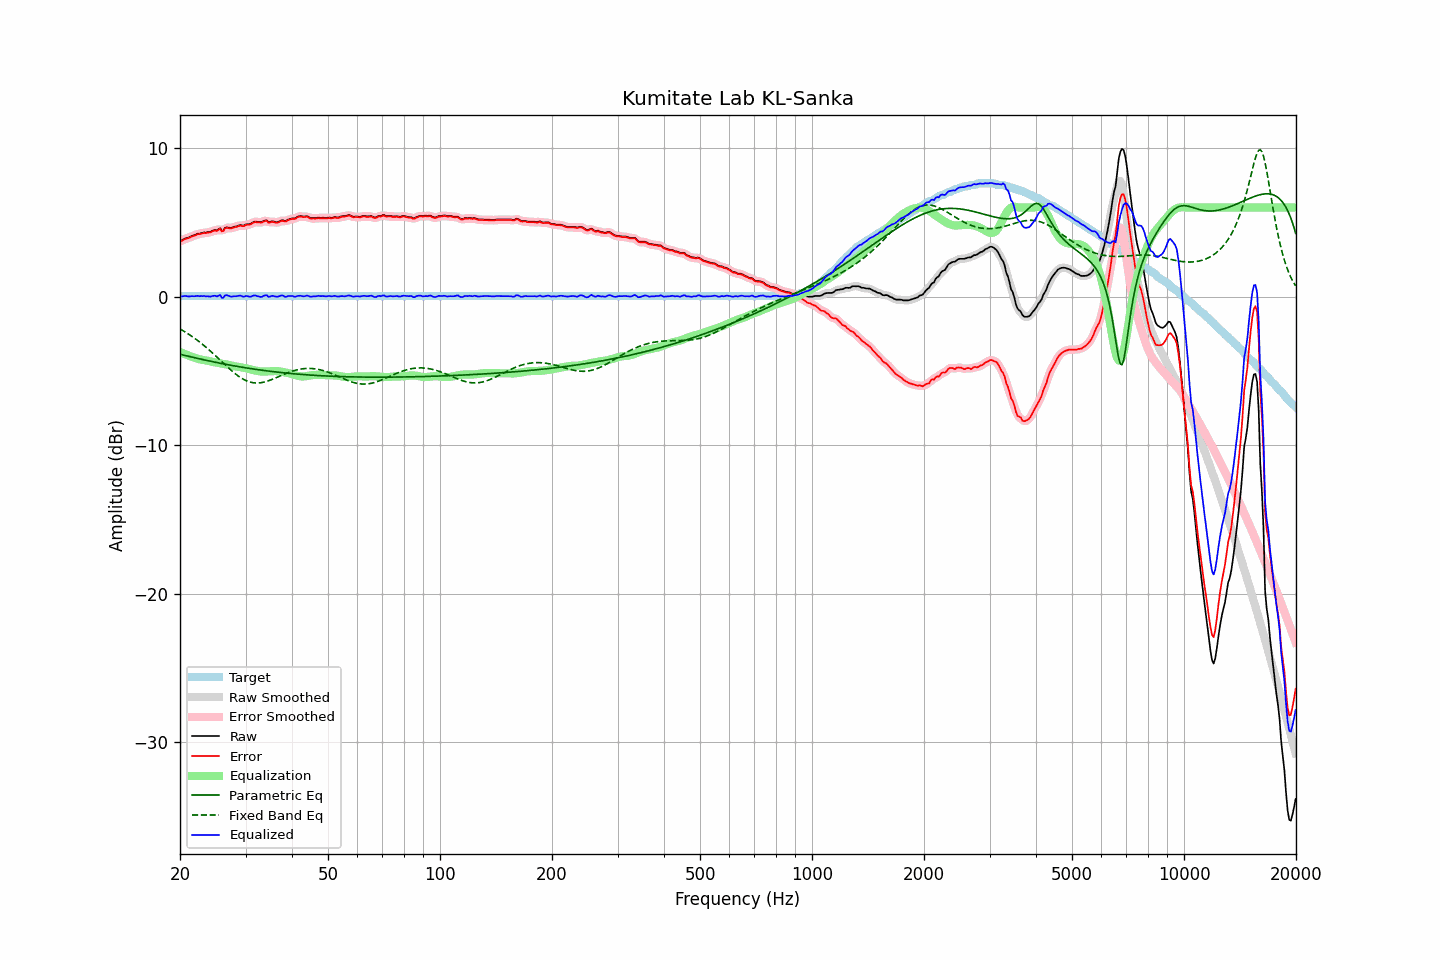 Kumitate Lab KL-Sanka
10
0
−10
−20
−30
Amplitude (dBr)
Target
Raw Smoothed
Error Smoothed
Raw
Error
Equalization
Parametric Eq
Fixed Band Eq
Equalized
20 50 100 200 500 1000 2000 5000 10000 20000
Frequency (Hz)